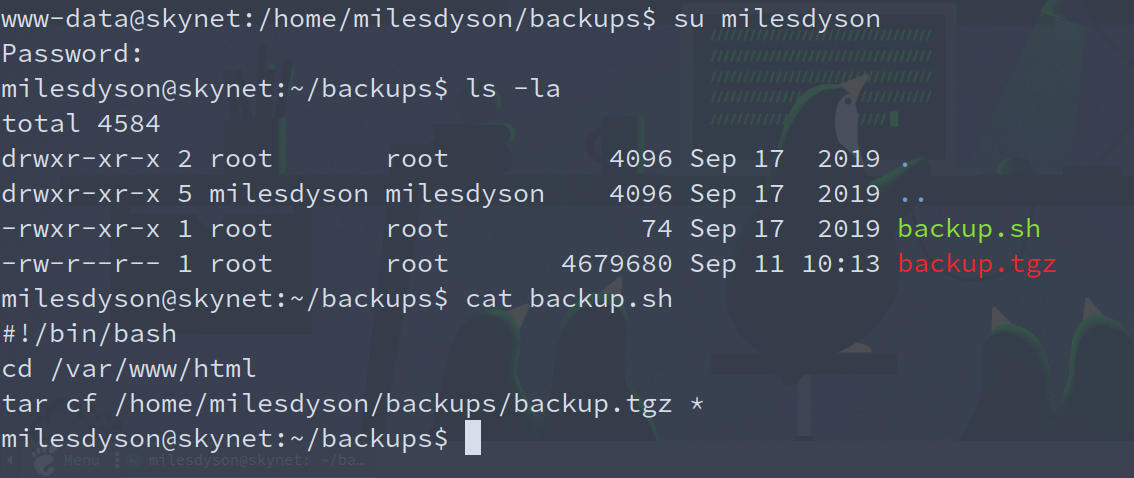 www-data@skynet:/home/milesdyson/backups$ su milesdyson
Password:
milesdyson@skynet:~/backups$ ls -la
total 4584
drwxr-xr-x 2 root       root          4096 Sep 17  2019 .
drwxr-xr-x 5 milesdyson milesdyson    4096 Sep 17  2019 ..
-rwxr-xr-x 1 root       root            74 Sep 17  2019 backup.sh
-rw-r--r-- 1 root       root       4679680 Sep 11 10:13 backup.tgz
milesdyson@skynet:~/backups$ cat backup.sh
#!/bin/bash
cd /var/www/html
tar cf /home/milesdyson/backups/backup.tgz *
milesdyson@skynet:~/backups$
Menu milesdyson@skynet: ~/ba…